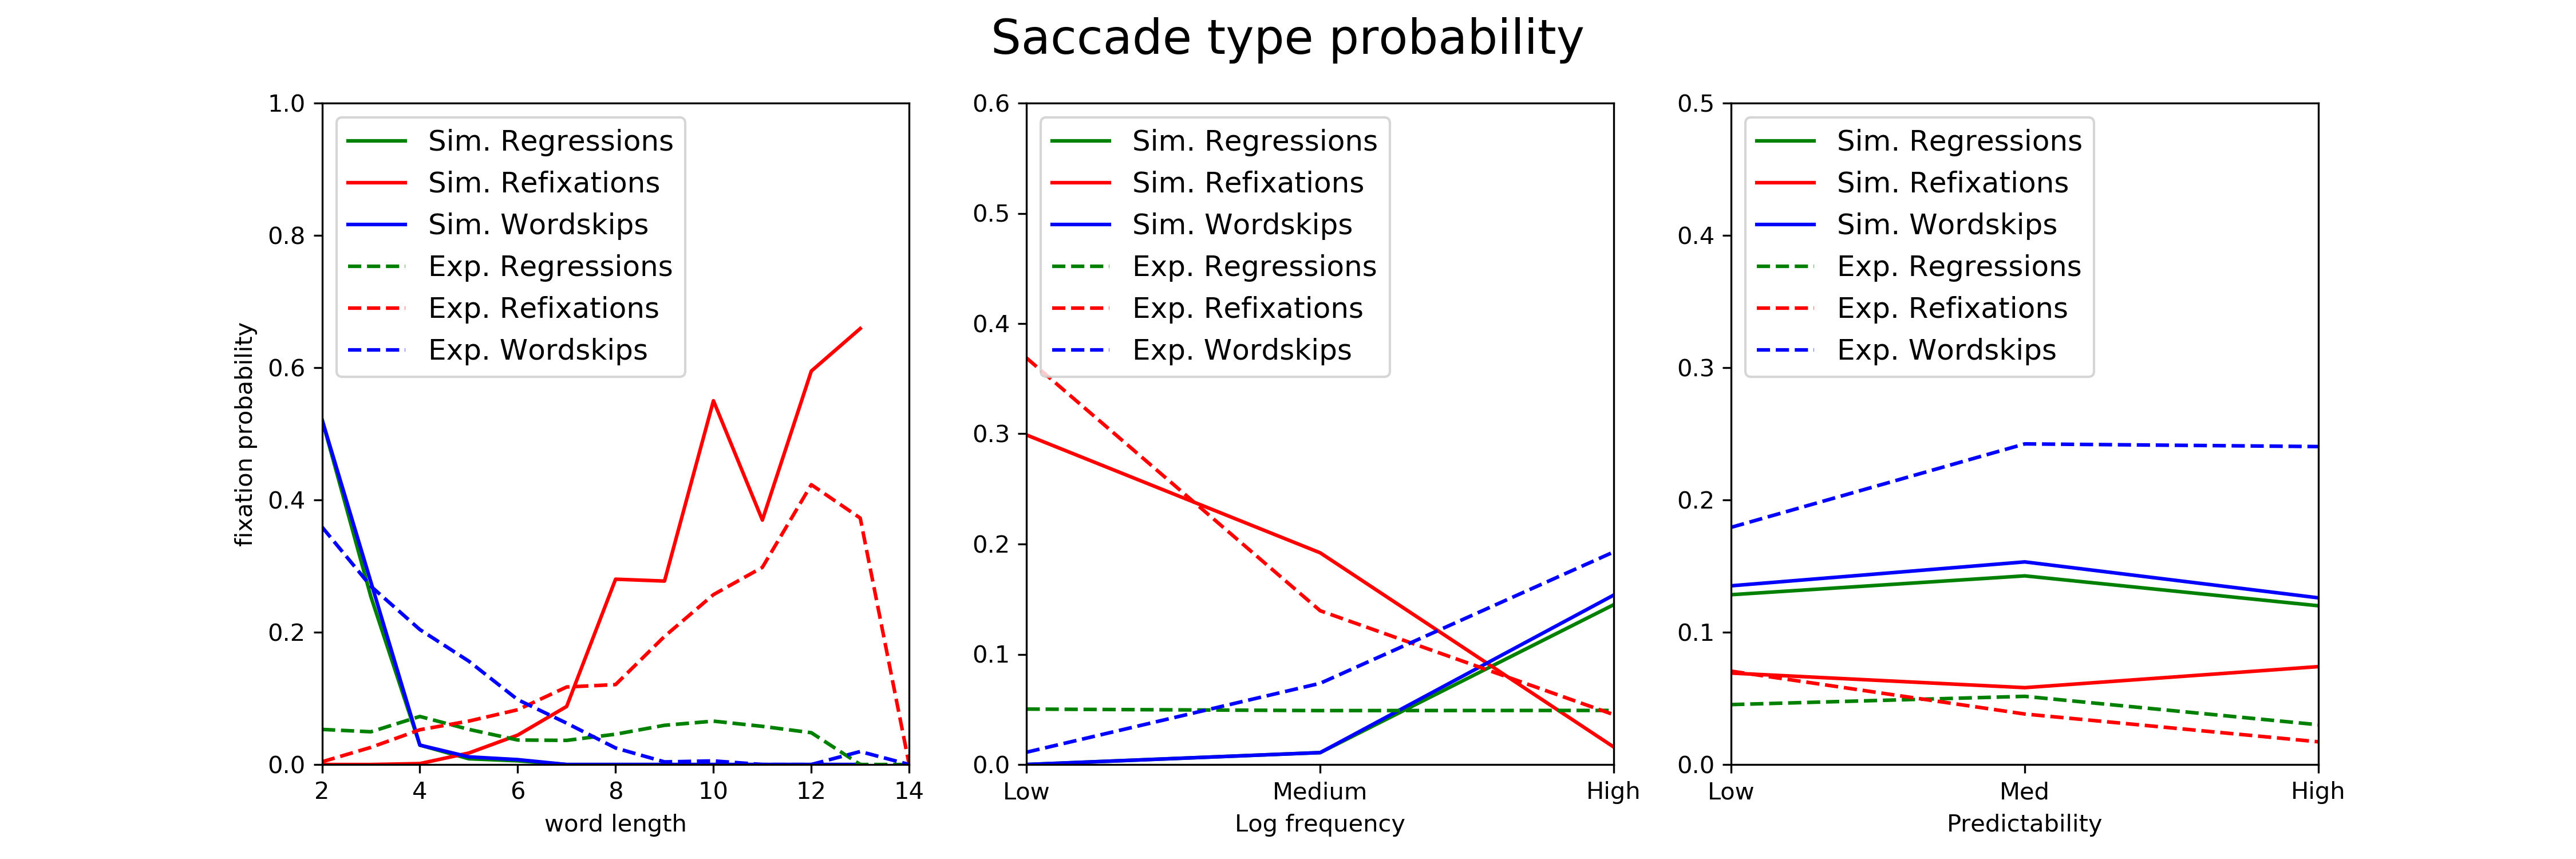 Saccade type probability
1.0
0.8
0.6
0.4
0.2
0.0
fixation probability
Sim. Regressions
Sim. Refixations
Sim. Wordskips
Exp. Regressions
Exp. Refixations
Exp. Wordskips
2 4 6 8 10 12 14
word length
0.6
0.5
0.4
0.3
0.2
0.1
0.0
Sim. Regressions
Sim. Refixations
Sim. Wordskips
Exp. Regressions
Exp. Refixations
Exp. Wordskips
Low Medium High
Log frequency
0.5
0.4
0.3
0.2
0.1
0.0
Sim. Regressions
Sim. Refixations
Sim. Wordskips
Exp. Regressions
Exp. Refixations
Exp. Wordskips
Low Med High
Predictability